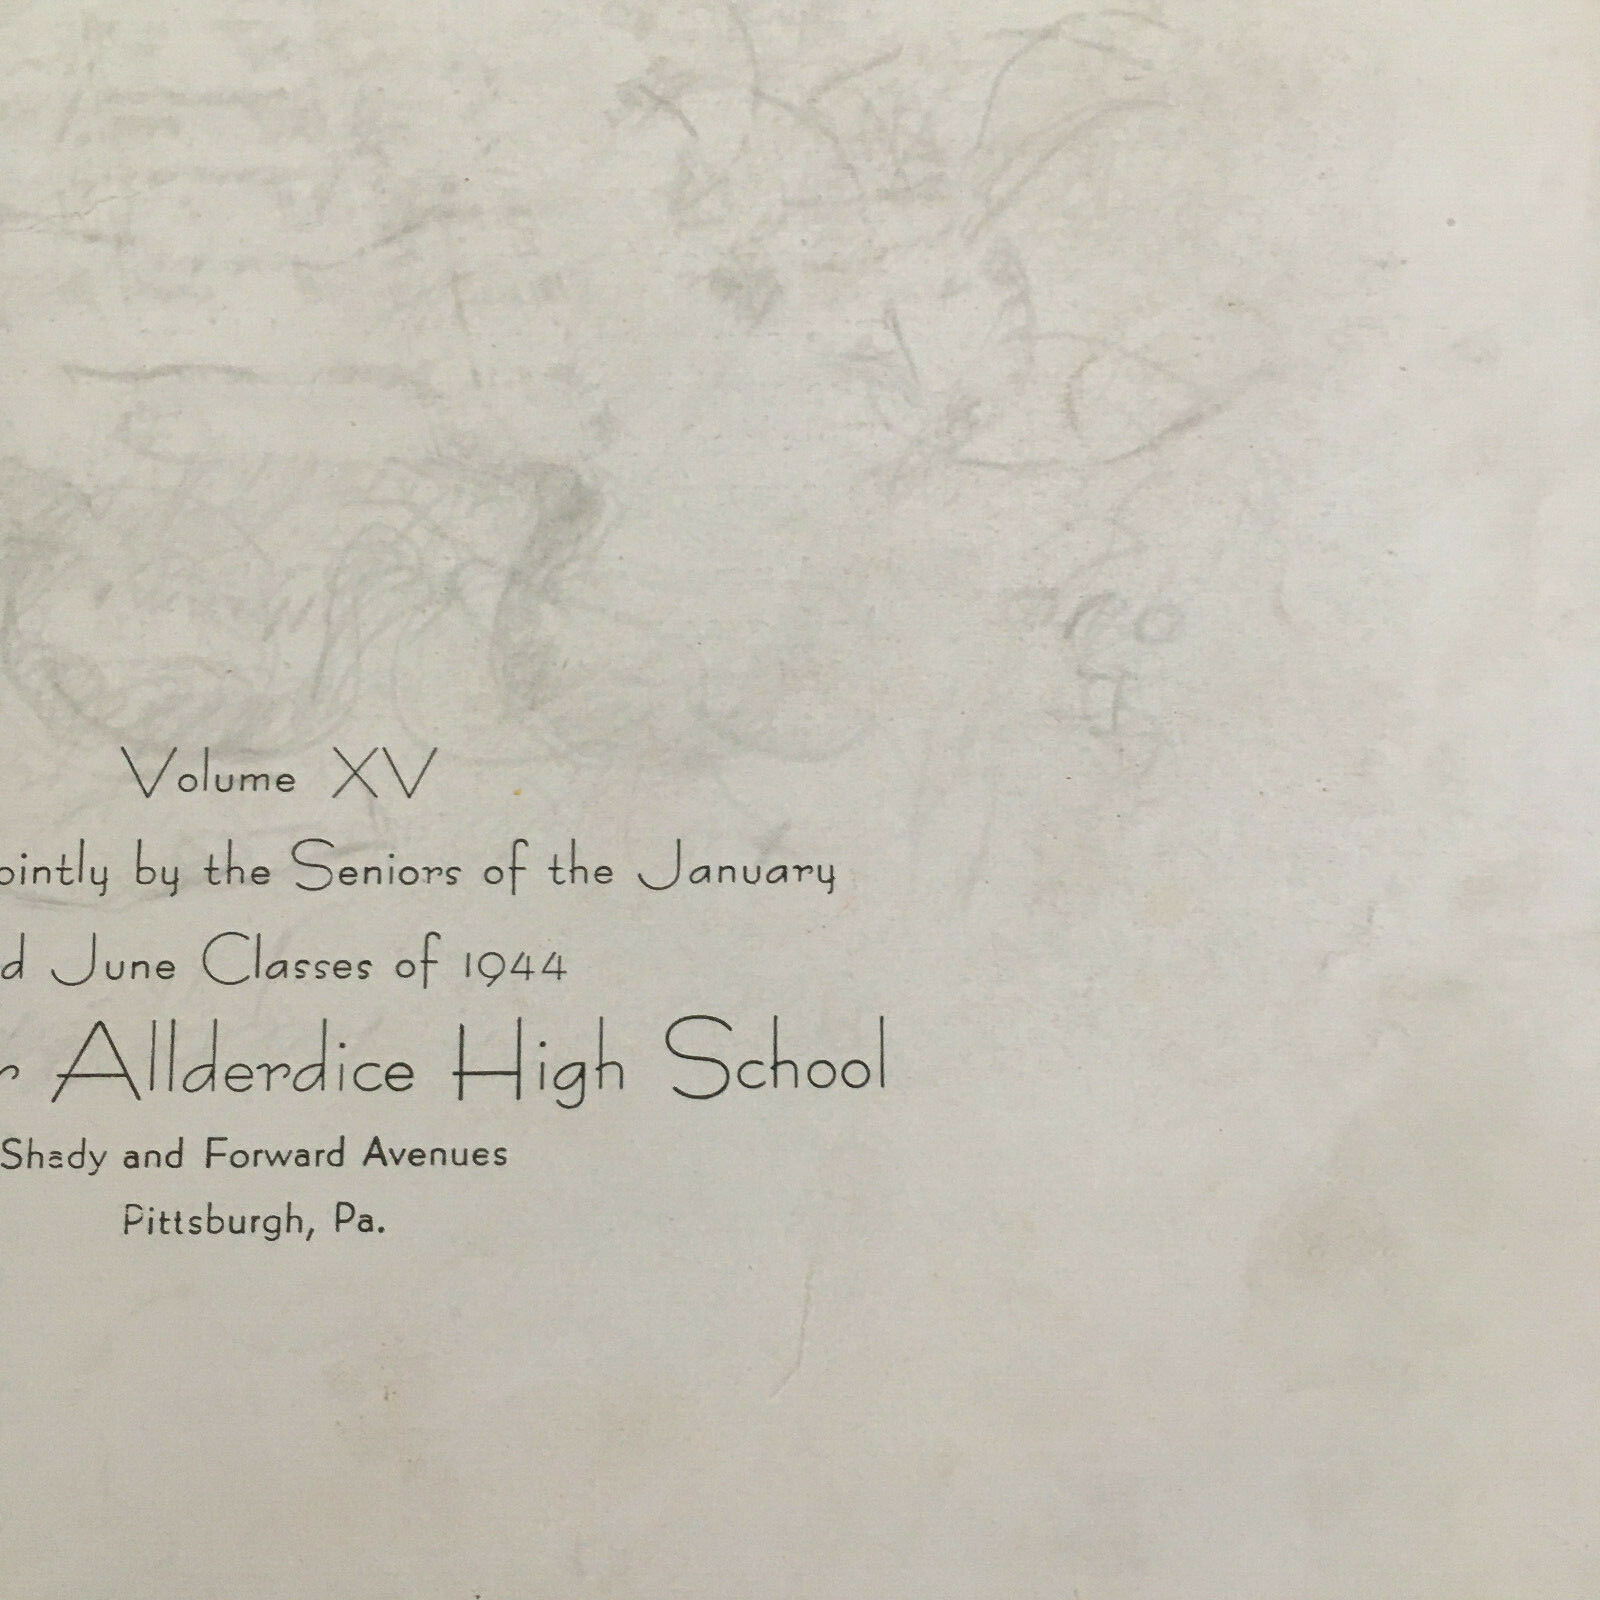 Volume XV
ointly by the Seniors of the January
d June Classes of 1944
r Allderdice High School
Shady and Forward Avenues
Pittsburgh, Pa.